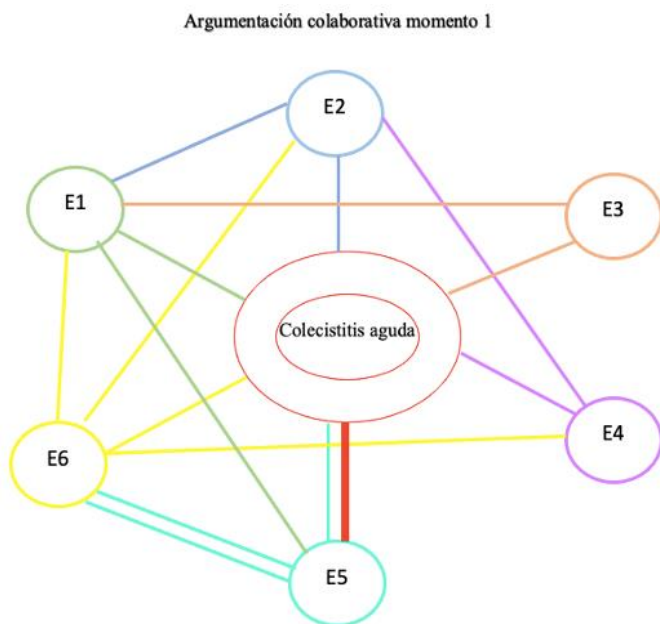 Argumentación colaborativa momento 1
E2
E1
E3
Colecistitis aguda
E4
E6
E5